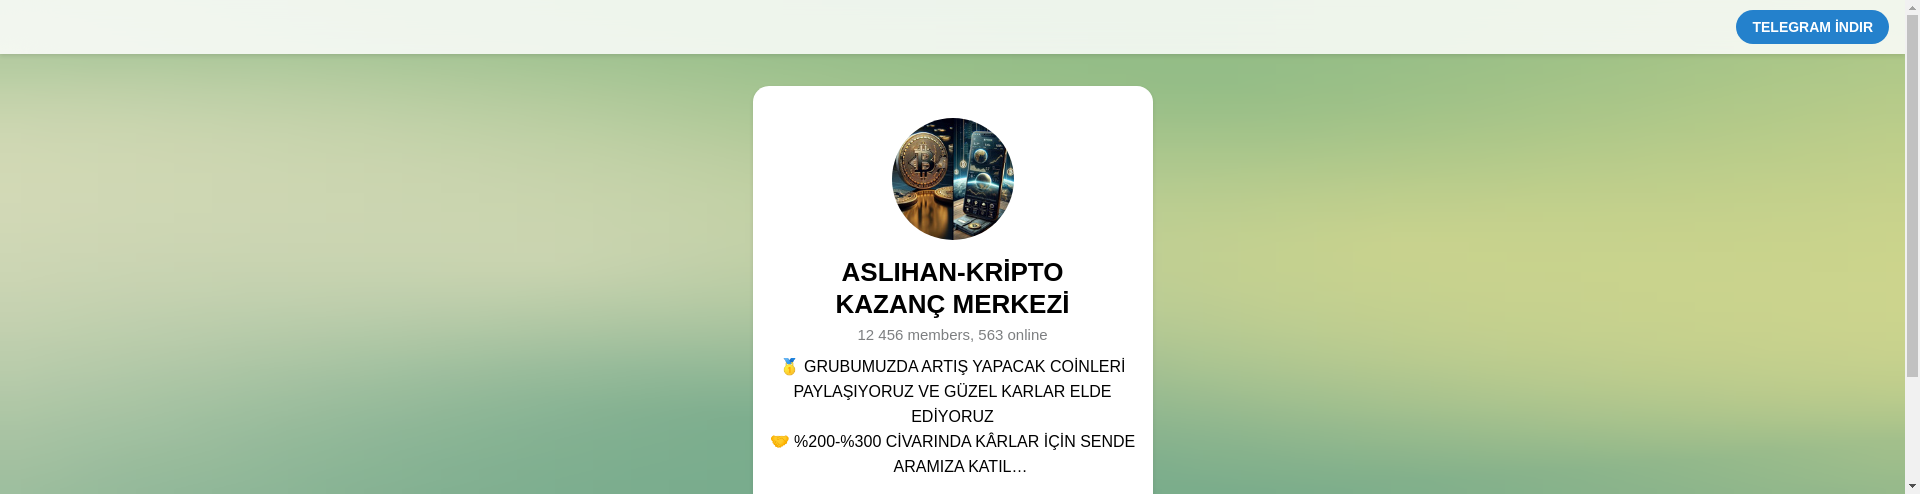 TELEGRAM İNDIR
ASLIHAN-KRİPTO
KAZANÇ MERKEZİ
12 456 members, 563 online
🥇 GRUBUMUZDA ARTIŞ YAPACAK COİNLERİ
PAYLAŞIYORUZ VE GÜZEL KARLAR ELDE
EDİYORUZ
🤝 %200-%300 CİVARINDA KÂRLAR İÇİN SENDE
ARAMIZA KATIL…